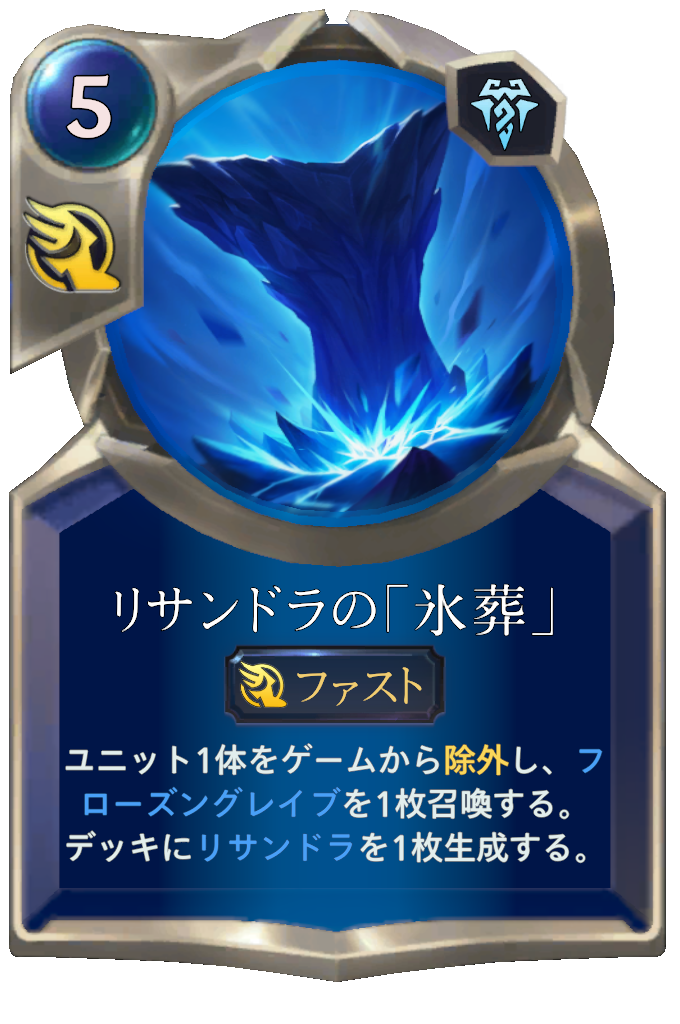 5
リサンドラの「氷葬」
ファスト
ユニット1体をゲームから除外し、フ
ローズングレイブを1枚召喚する。
デッキにリサンドラを1枚生成する。